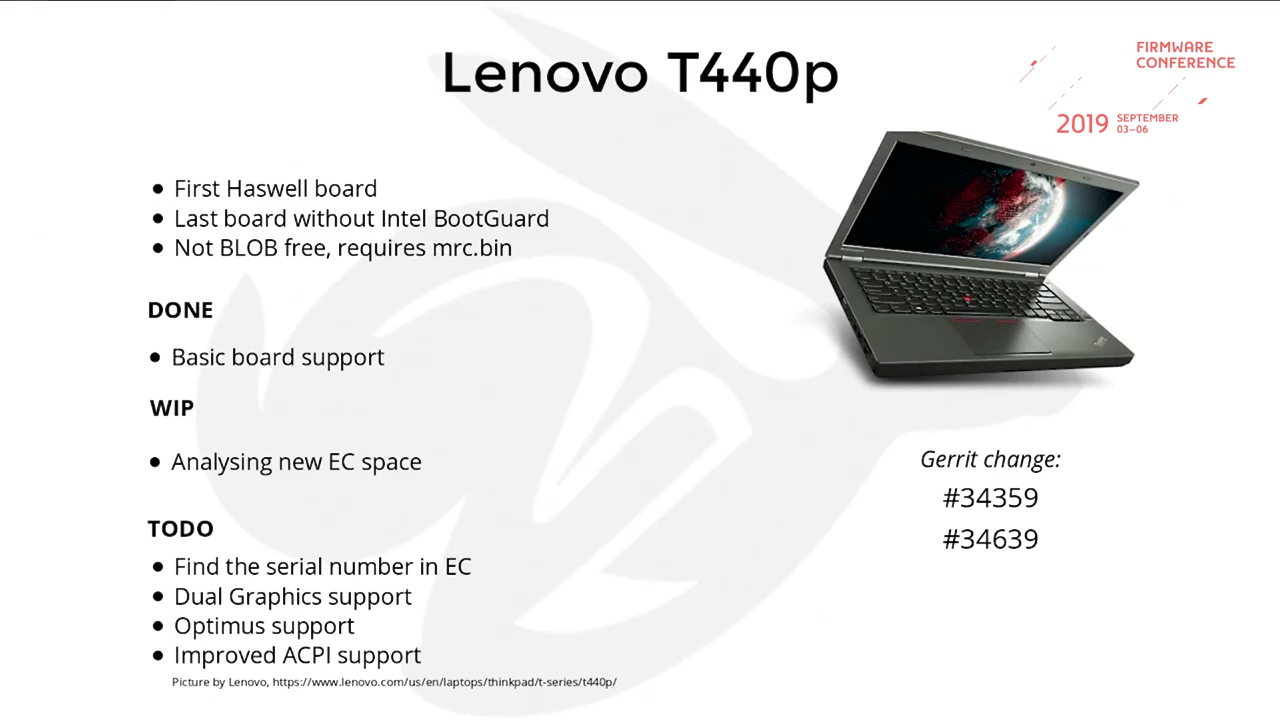 Lenovo T440p
FIRMWARE
CONFERENCE
2019 SEPTEMBER
03–06
• First Haswell board
• Last board without Intel BootGuard
• Not BLOB free, requires mrc.bin
DONE
• Basic board support
WIP
• Analysing new EC space
TODO
• Find the serial number in EC
• Dual Graphics support
• Optimus support
• Improved ACPI support
Picture by Lenovo, https://www.lenovo.com/us/en/laptops/thinkpad/t-series/t440p/
Gerrit change:
#34359
#34639